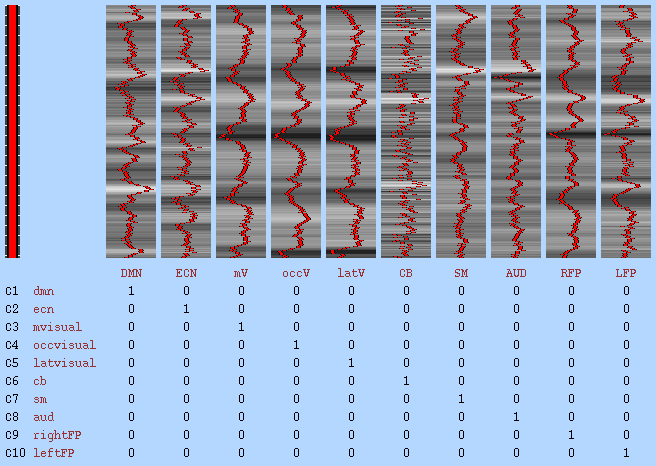 DMN ECN mV occV latV CB SM AUD RFP LFP
C1 dmn 1 0 0 0 0 0 0 0 0 0
C2 ecn 0 1 0 0 0 0 0 0 0 0
C3 mvisual 0 0 1 0 0 0 0 0 0 0
C4 occvisual 0 0 0 1 0 0 0 0 0 0
C5 latvisual 0 0 0 0 1 0 0 0 0 0
C6 cb 0 0 0 0 0 1 0 0 0 0
C7 sm 0 0 0 0 0 0 1 0 0 0
C8 aud 0 0 0 0 0 0 0 1 0 0
C9 rightFP 0 0 0 0 0 0 0 0 1 0
C10 leftFP 0 0 0 0 0 0 0 0 0 1